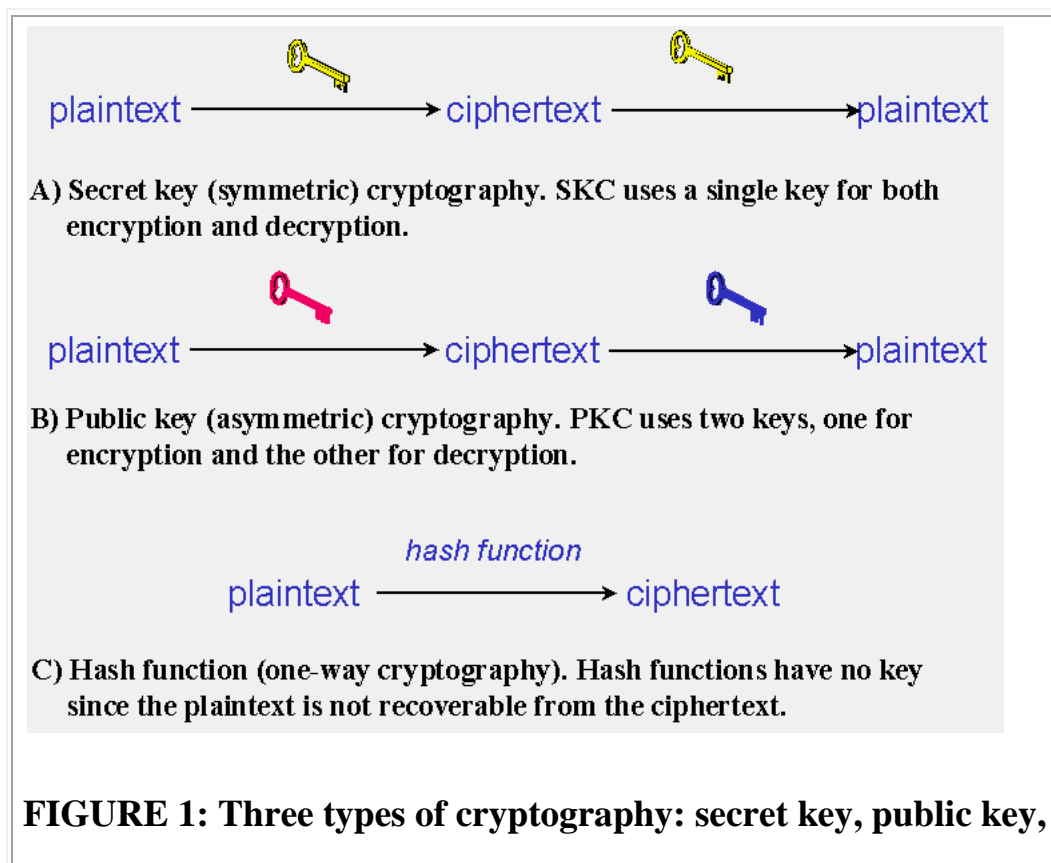 plaintext ciphertext plaintext
A) Secret key (symmetric) cryptography. SKC uses a single key for both
encryption and decryption.
plaintext ciphertext plaintext
B) Public key (asymmetric) cryptography. PKC uses two keys, one for
encryption and the other for decryption.
hash function
plaintext ciphertext
C) Hash function (one-way cryptography). Hash functions have no key
since the plaintext is not recoverable from the ciphertext.
FIGURE 1: Three types of cryptography: secret key, public key,